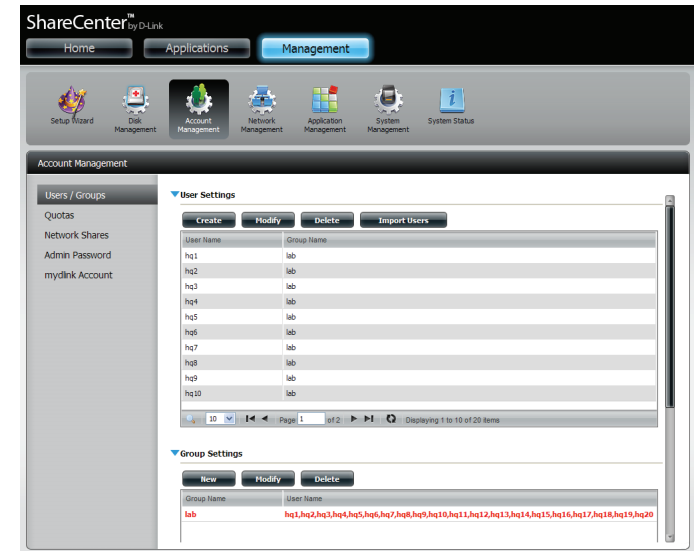 ShareCenter™ by D-Link
Home Applications Management
Setup Wizard Disk Management Account Management Network Management Application Management System Management System Status
Account Management
Users / Groups
Quotas
Network Shares
Admin Password
mydlink Account
User Settings
Create Modify Delete Import Users
User Name Group Name
hq1 lab
hq2 lab
hq3 lab
hq4 lab
hq5 lab
hq6 lab
hq7 lab
hq8 lab
hq9 lab
hq10 lab
10 Page 1 of 2 Displaying 1 to 10 of 20 items
Group Settings
New Modify Delete
Group Name User Name
lab hq1,hq2,hq3,hq4,hq5,hq6,hq7,hq8,hq9,hq10,hq11,hq12,hq13,hq14,hq15,hq16,hq17,hq18,hq19,hq20